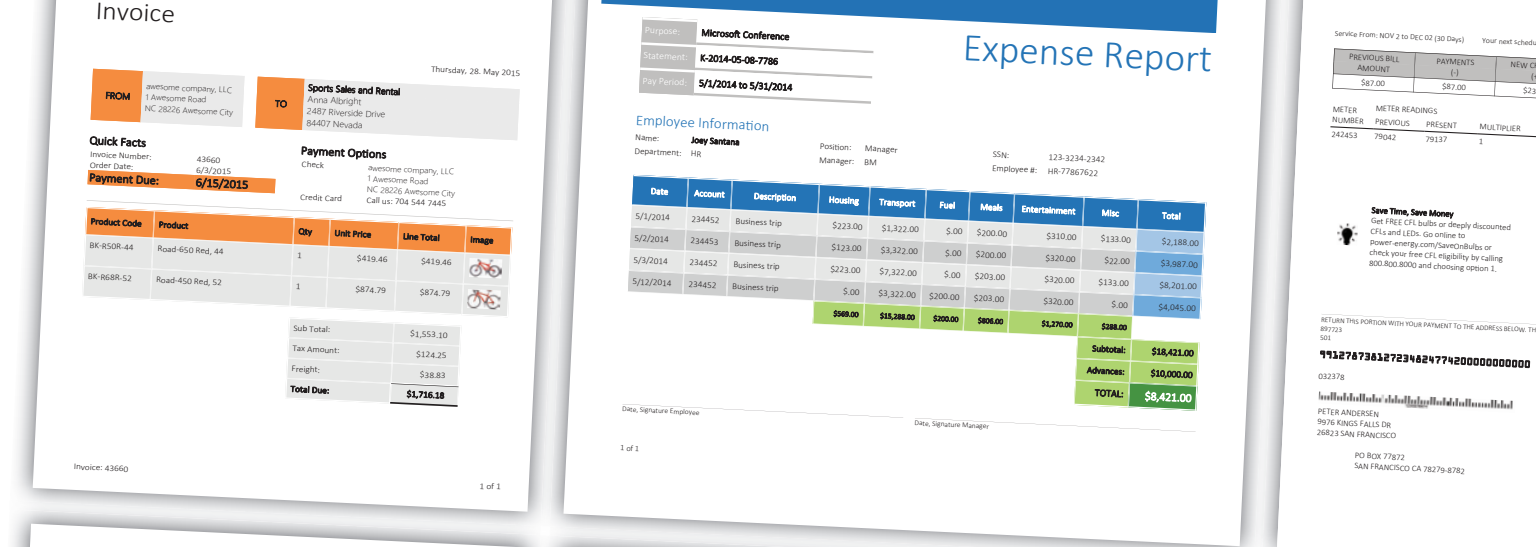 Invoice
Thursday, 28. May 2015
FROM
awesome company, LLC
1 Awesome Road
NC 28226 Awesome City
TO
Sports Sales and Rental
Anna Albright
2487 Riverside Drive
84407 Nevada
Quick Facts
Invoice Number: 43660
Order Date: 6/3/2015
Payment Due: 6/15/2015
Payment Options
Check awesome company, LLC
1 Awesome Road
NC 28226 Awesome City
Credit Card Call us: 704 544 7445
Product Code Product Qty Unit Price Line Total Image
BK-R50R-44 Road-650 Red, 44 1 $419.46 $419.46
BK-R68R-52 Road-450 Red, 52 1 $874.79 $874.79
Sub Total: $1,553.10
Tax Amount: $124.25
Freight: $38.83
Total Due: $1,716.18
Invoice: 43660
1 of 1
Purpose: Microsoft Conference
Statement: K-2014-05-08-7786
Pay Period: 5/1/2014 to 5/31/2014
Expense Report
Employee Information
Name: Joey Santana Position: Manager SSN: 123-3234-2342
Department: HR Manager: BM Employee #: HR-77867622
Date Account Description Housing Transport Fuel Meals Entertainment Misc Total
5/1/2014 234452 Business trip $223.00 $1,322.00 $.00 $200.00 $310.00 $133.00 $2,188.00
5/2/2014 234453 Business trip $123.00 $3,322.00 $.00 $200.00 $320.00 $22.00 $3,987.00
5/3/2014 234452 Business trip $223.00 $7,322.00 $.00 $203.00 $320.00 $133.00 $8,201.00
5/12/2014 234452 Business trip $.00 $3,322.00 $200.00 $203.00 $320.00 $.00 $4,045.00
$569.00 $15,288.00 $200.00 $806.00 $1,270.00 $288.00
Subtotal: $18,421.00
Advances: $10,000.00
TOTAL: $8,421.00
Date, Signature Employee
Date, Signature Manager
1 of 1
Service From: NOV 2 to DEC 02 (30 Days) Your next schedu
PREVIOUS BILL AMOUNT
PAYMENTS (-)
NEW C
$87.00 $87.00 $23
METER NUMBER
METER READINGS
PREVIOUS PRESENT MULTIPLIER
242453 79042 79137 1
Save Time, Save Money
Get FREE CFL bulbs or deeply discounted
CFLs and LEDs. Go online to
Power-energy.com/SaveOnBulbs or
check your free CFL eligibility by calling
800.800.8000 and choosing option 1.
RETURN THIS PORTION WITH YOUR PAYMENT TO THE ADDRESS BELOW. TH
897723
501
032378
PETER ANDERSEN
9976 KINGS FALLS DR
26823 SAN FRANCISCO
PO BOX 77872
SAN FRANCISCO CA 78279-8782